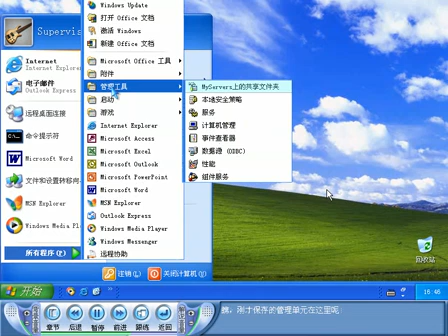 Supervis
Internet
Internet Explorer
电子邮件
Outlook Express
远程桌面连接
命令提示符
Microsoft Word
文件和设置转移向
MSN Explorer
Windows Media Player
所有程序(P)
Windows Update
打开 Office 文档
激活 Windows
新建 Office 文档
Microsoft Office 工具
附件
管理工具
启动
游戏
Internet Explorer
Microsoft Access
Microsoft Excel
Microsoft Outlook
Microsoft PowerPoint
Microsoft Word
MSN Explorer
Outlook Express
Windows Media Player
Windows Messenger
远程协助
MyServers上的共享文件夹
本地安全策略
服务
计算机管理
事件查看器
数据源 (ODBC)
性能
组件服务
注销(L)
关闭计算机(U)
回收站
开始
16:46
章节
后退
暂停
前进
跟练
返回
瞧，刚才保存的管理单元在这里呢